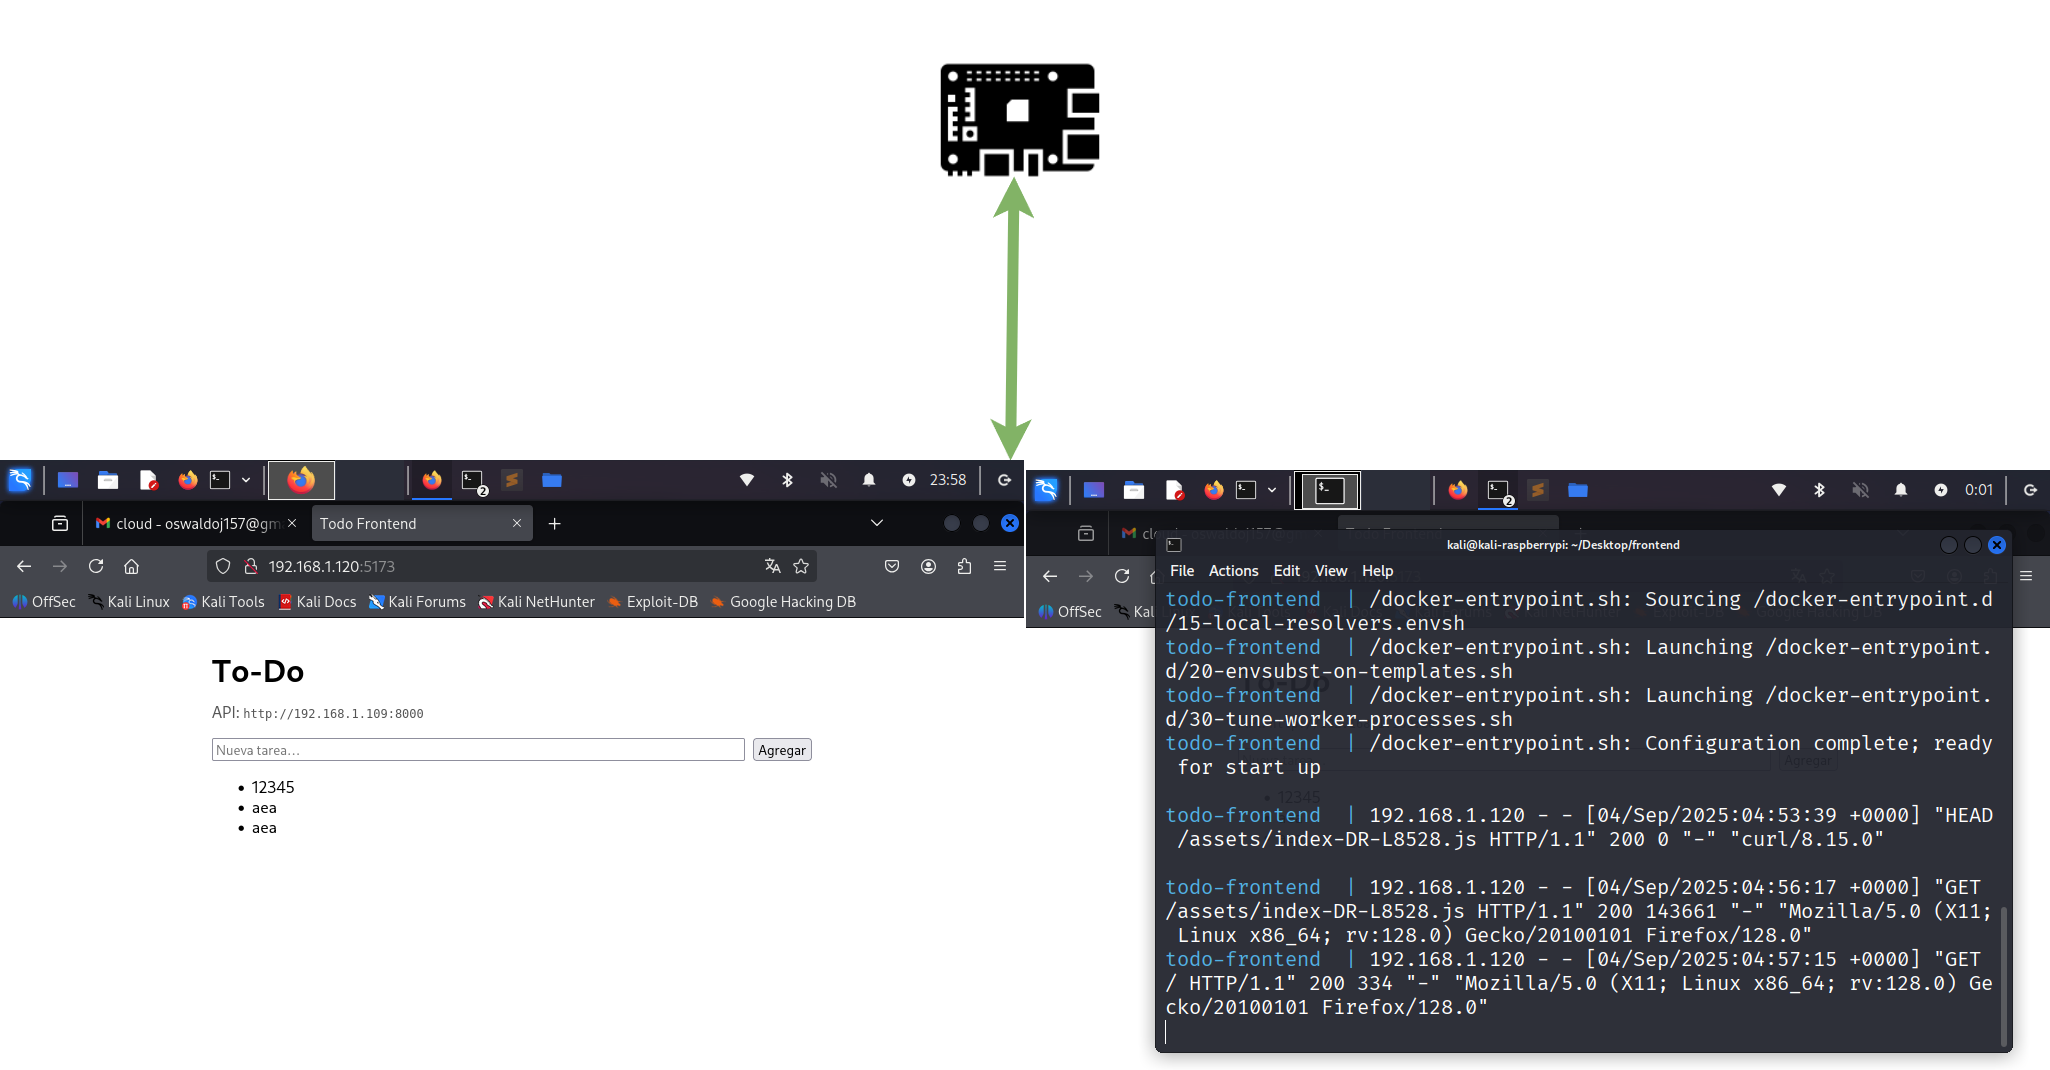 23:58
cloud - oswaldoj157@gm
Todo Frontend
192.168.1.120:5173
OffSec Kali Linux Kali Tools Kali Docs Kali Forums Kali NetHunter Exploit-DB Google Hacking DB
To-Do
API: http://192.168.1.109:8000
Nueva tarea...
Agregar
12345
aea
aea
2
2
0:01
OffSec
Kal
kali@kali-raspberrypi: ~/Desktop/frontend
File Actions Edit View Help
todo-frontend | /docker-entrypoint.sh: Sourcing /docker-entrypoint.d
/15-local-resolvers.envsh
todo-frontend | /docker-entrypoint.sh: Launching /docker-entrypoint.
d/20-envsubst-on-templates.sh
todo-frontend | /docker-entrypoint.sh: Launching /docker-entrypoint.
d/30-tune-worker-processes.sh
todo-frontend | /docker-entrypoint.sh: Configuration complete; ready
for start up
todo-frontend | 192.168.1.120 - - [04/Sep/2025:04:53:39 +0000] "HEAD
/assets/index-DR-L8528.js HTTP/1.1" 200 0 "-" "curl/8.15.0"
todo-frontend | 192.168.1.120 - - [04/Sep/2025:04:56:17 +0000] "GET
/assets/index-DR-L8528.js HTTP/1.1" 200 143661 "-" "Mozilla/5.0 (X11;
Linux x86_64; rv:128.0) Gecko/20100101 Firefox/128.0"
todo-frontend | 192.168.1.120 - - [04/Sep/2025:04:57:15 +0000] "GET
/ HTTP/1.1" 200 334 "-" "Mozilla/5.0 (X11; Linux x86_64; rv:128.0) Ge
cko/20100101 Firefox/128.0"